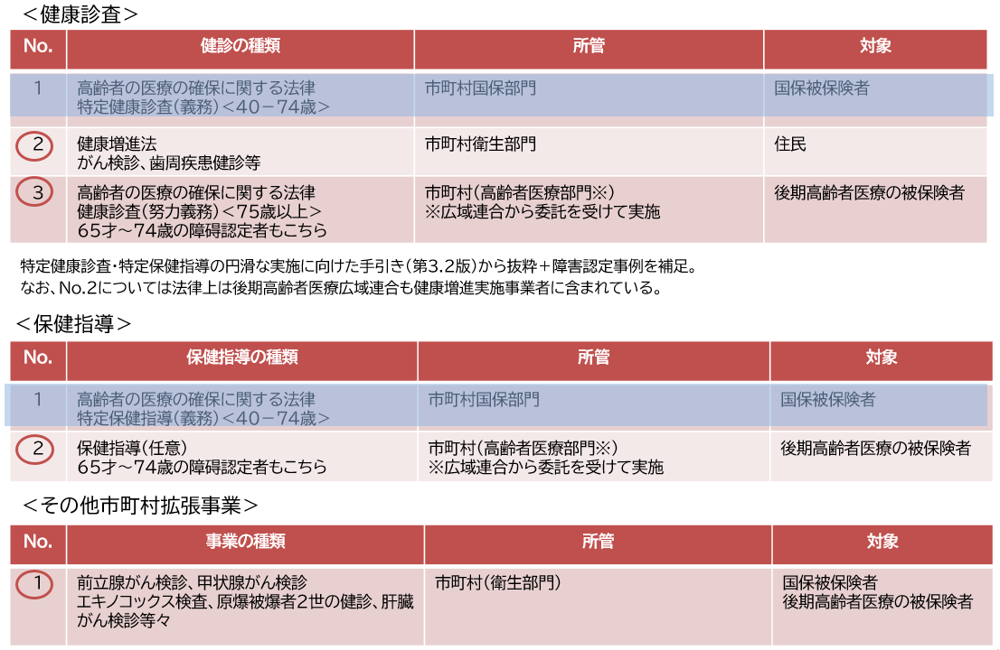 ＜健康診査＞
No. 健診の種類 所管 対象
1 高齢者の医療の確保に関する法律 市町村国保部門 国保被保険者
特定健康診査(義務)＜40－74歳＞
2 健康増進法 市町村衛生部門 住民
がん検診、歯周疾患健診等
3 高齢者の医療の確保に関する法律 市町村(高齢者医療部門※) 後期高齢者医療の被保険者
健康診査(努力義務)＜75歳以上＞ ※広域連合から委託を受けて実施
65才～74歳の障碍認定者もこちら
特定健康診査・特定保健指導の円滑な実施に向けた手引き(第3.2版)から抜粋＋障害認定事例を補足。
なお、No.2については法律上は後期高齢者医療広域連合も健康増進実施事業者に含まれている。
＜保健指導＞
No. 保健指導の種類 所管 対象
1 高齢者の医療の確保に関する法律 市町村国保部門 国保被保険者
特定保健指導(義務)＜40－74歳＞
2 保健指導(任意) 市町村(高齢者医療部門※) 後期高齢者医療の被保険者
65才～74歳の障碍認定者もこちら ※広域連合から委託を受けて実施
＜その他市町村拡張事業＞
No. 事業の種類 所管 対象
1 前立腺がん検診、甲状腺がん検診 市町村(衛生部門) 国保被保険者
エキノコックス検査、原爆被爆者2世の健診、肝臓 後期高齢者医療の被保険者
がん検診等々